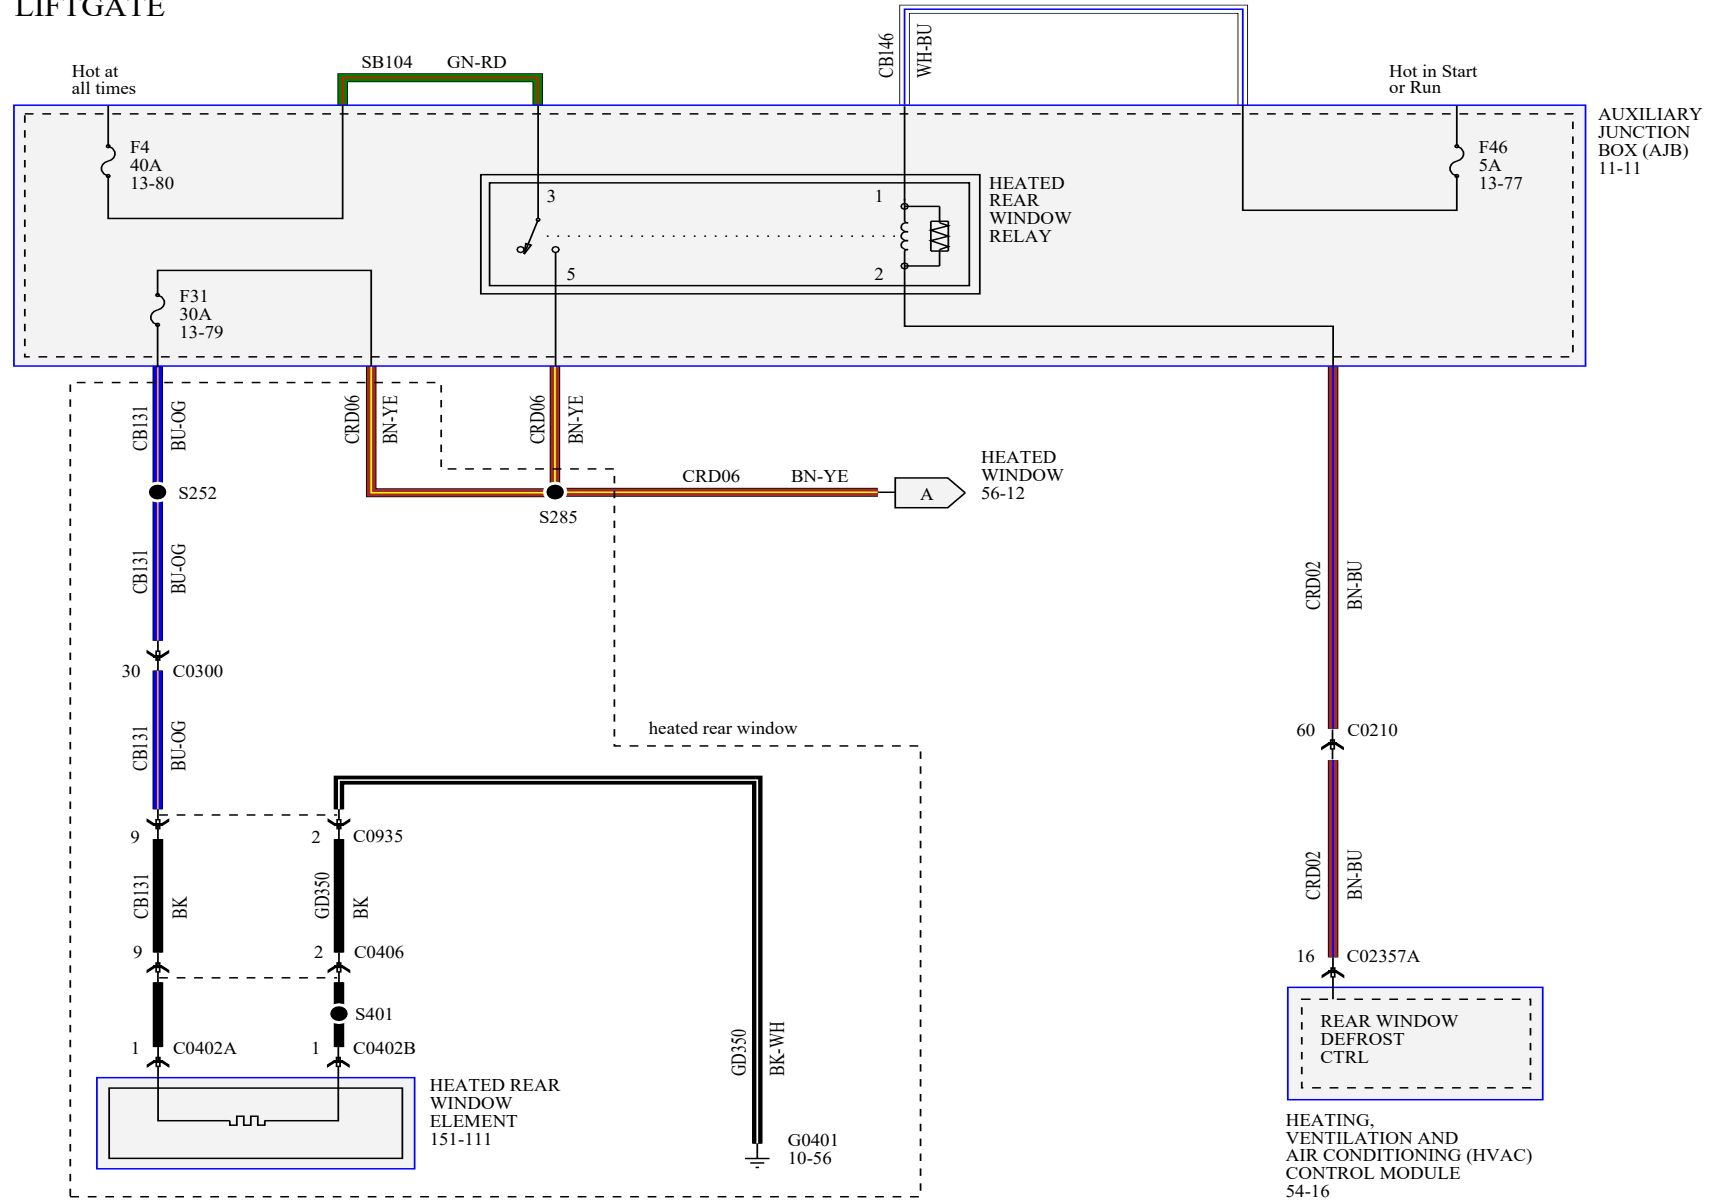 LIFTGATE
SB104 GN-RD
CB146
WH-BU
Hot at
all times
Hot in Start
or Run
AUXILIARY
JUNCTION
BOX (AJB)
11-11
F4
40A
13-80
F46
5A
13-77
3
1
HEATED
REAR
WINDOW
RELAY
5
2
F31
30A
13-79
CB131
BU-OG
CRD06
BN-YE
CRD06
BN-YE
HEATED
WINDOW
56-12
CRD06 BN-YE
A
S252
S285
CB131
BU-OG
CRD02
BN-BU
30 C0300
CB131
BU-OG
heated rear window
60 C0210
9
2 C0935
CB131
BK
GD350
BK
CRD02
BN-BU
9
2 C0406
16 C02357A
S401
1 C0402A
1 C0402B
GD350
BK-WH
REAR WINDOW
DEFROST
CTRL
HEATED REAR
WINDOW
ELEMENT
151-111
G0401
10-56
HEATING,
VENTILATION AND
AIR CONDITIONING (HVAC)
CONTROL MODULE
54-16